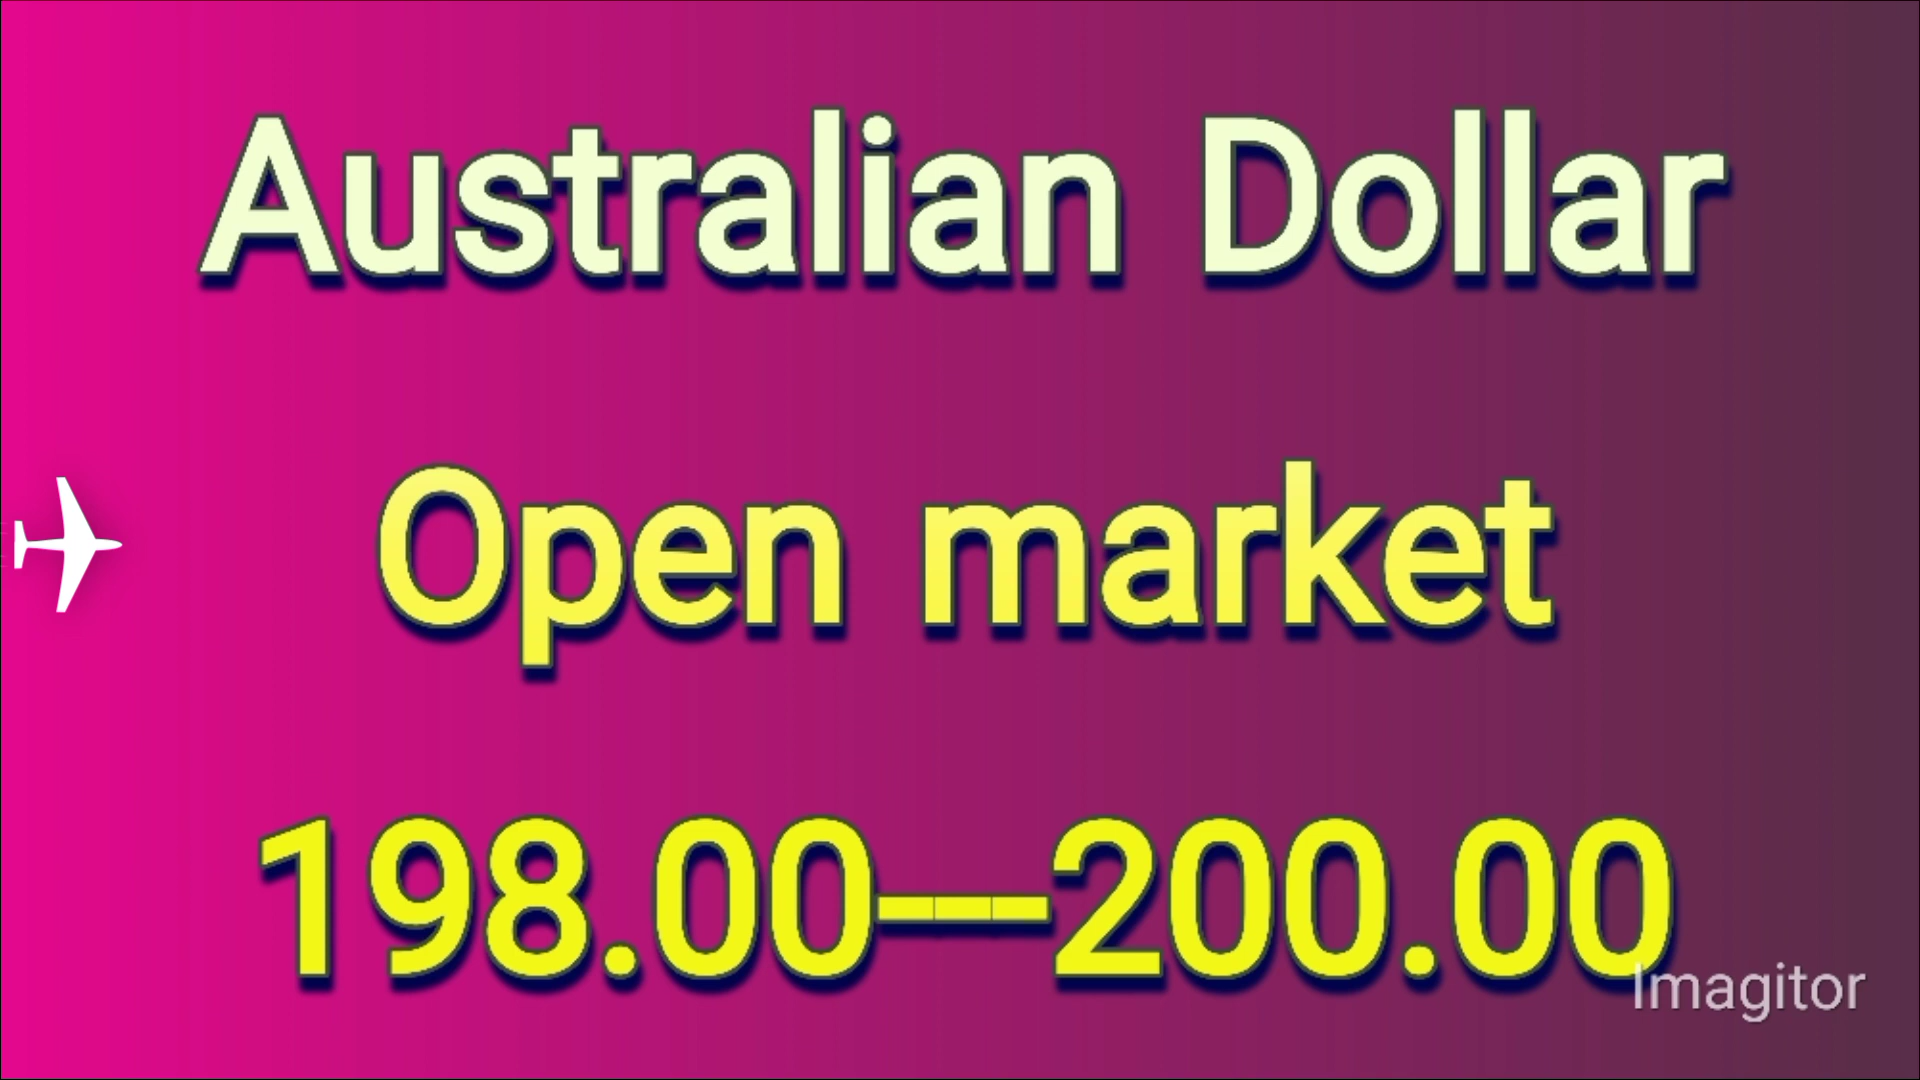 Australian Dollar
Open market
198.00---200.00
Imagitor